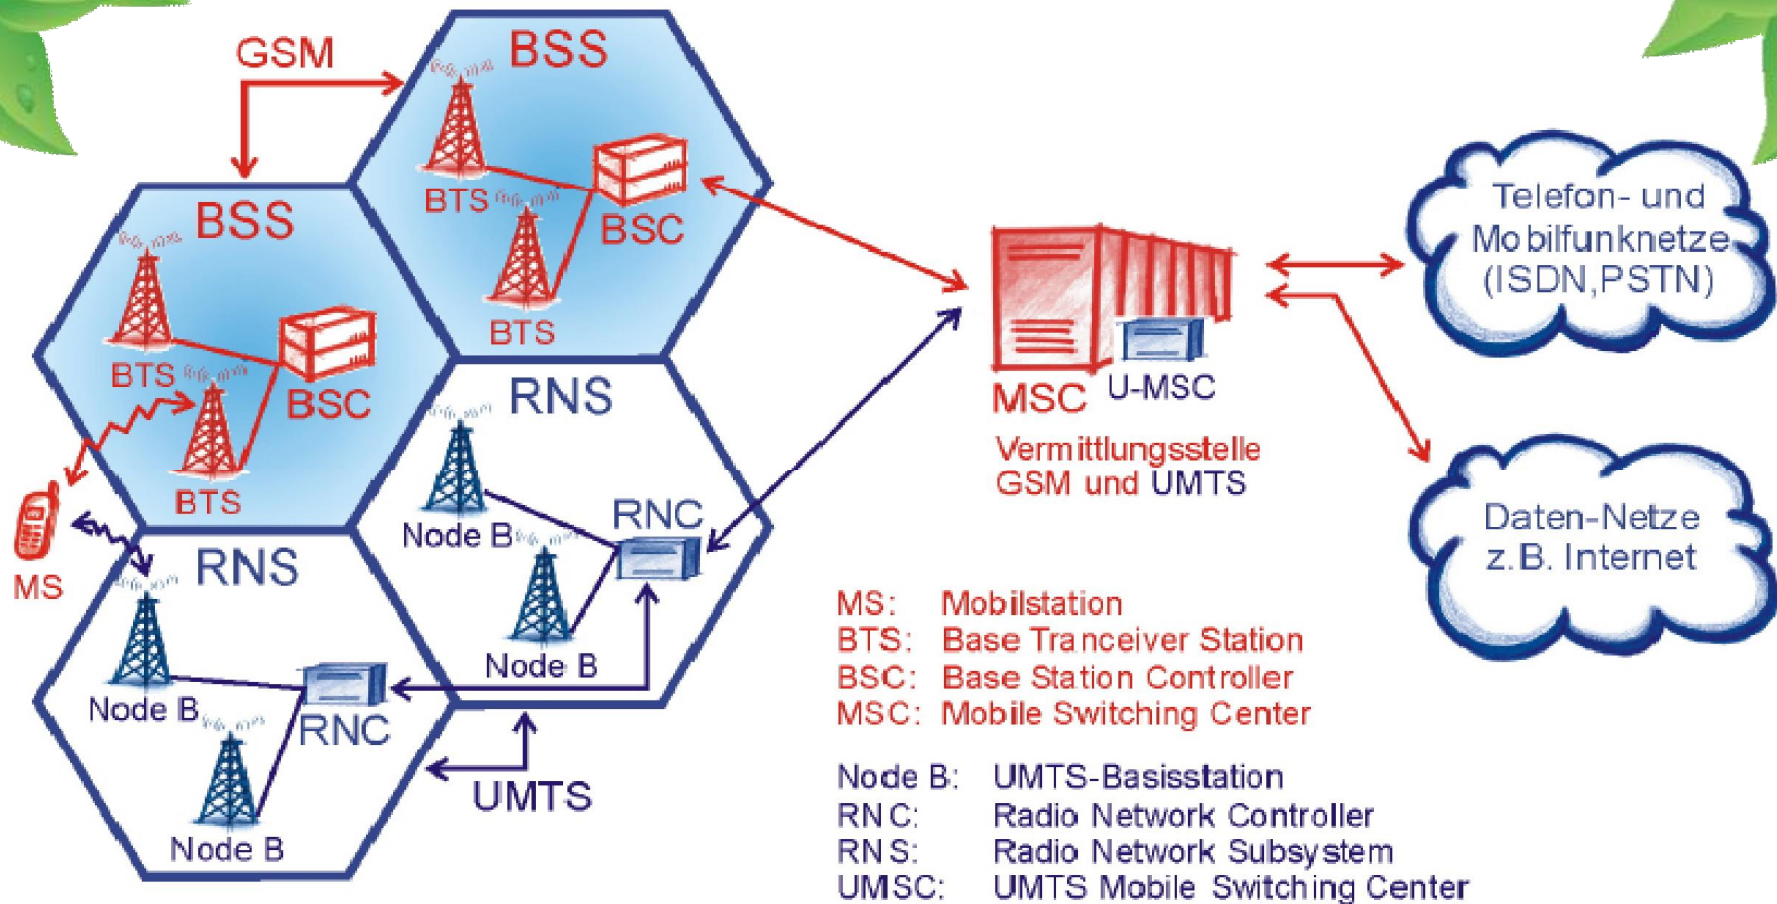 GSM
BSS
BTS
BTS
BSC
BSS
BTS
BTS
BSC
MS
RNS
Node B
Node B
RNC
RNS
Node B
Node B
RNC
UMTS
MSC
U-MSC
Vermittlungsstelle
GSM und UMTS
Telefon- und
Mobilfunknetze
(ISDN,PSTN)
Daten-Netze
z.B. Internet
MS: Mobilstation
BTS: Base Tranceiver Station
BSC: Base Station Controller
MSC: Mobile Switching Center
Node B: UMTS-Basisstation
RNC: Radio Network Controller
RNS: Radio Network Subsystem
UMSC: UMTS Mobile Switching Center